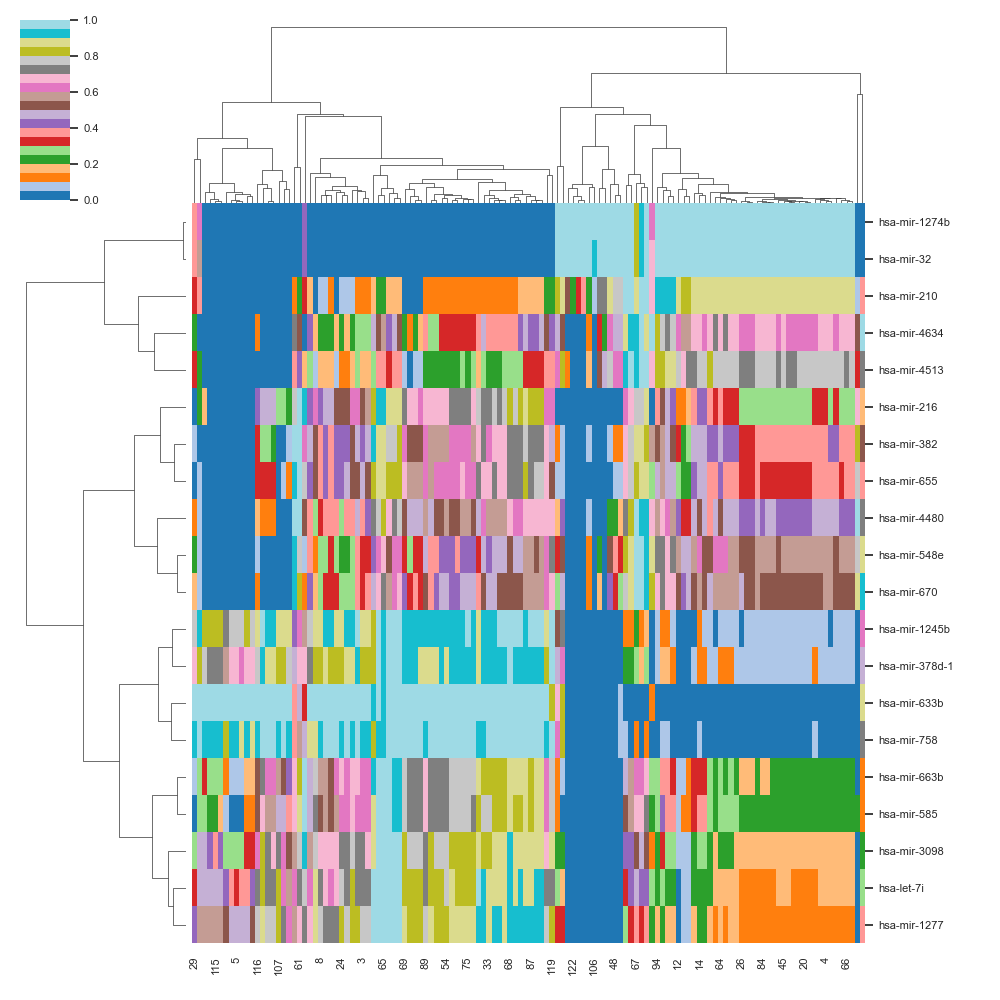 1.0
0.8
0.6
0.4
0.2
0.0
hsa-mir-1274b
hsa-mir-32
hsa-mir-210
hsa-mir-4634
hsa-mir-4513
hsa-mir-216
hsa-mir-382
hsa-mir-655
hsa-mir-4480
hsa-mir-548e
hsa-mir-670
hsa-mir-1245b
hsa-mir-378d-1
hsa-mir-633b
hsa-mir-758
hsa-mir-663b
hsa-mir-585
hsa-mir-3098
hsa-let-7i
hsa-mir-1277
29 115 5 116 107 61 8 24 3 65 69 89 75 33 68 87 119 122 106 48 67 94 12 14 64 26 84 45 20 4 66